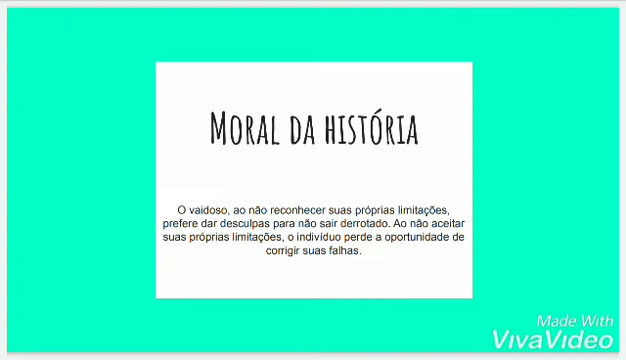 Moral da história
O vaidoso, ao não reconhecer suas próprias limitações,
prefere dar desculpas para não sair derrotado. Ao não aceitar
suas próprias limitações, o indivíduo perde a oportunidade de
corrigir suas falhas.
Made With
VivaVideo